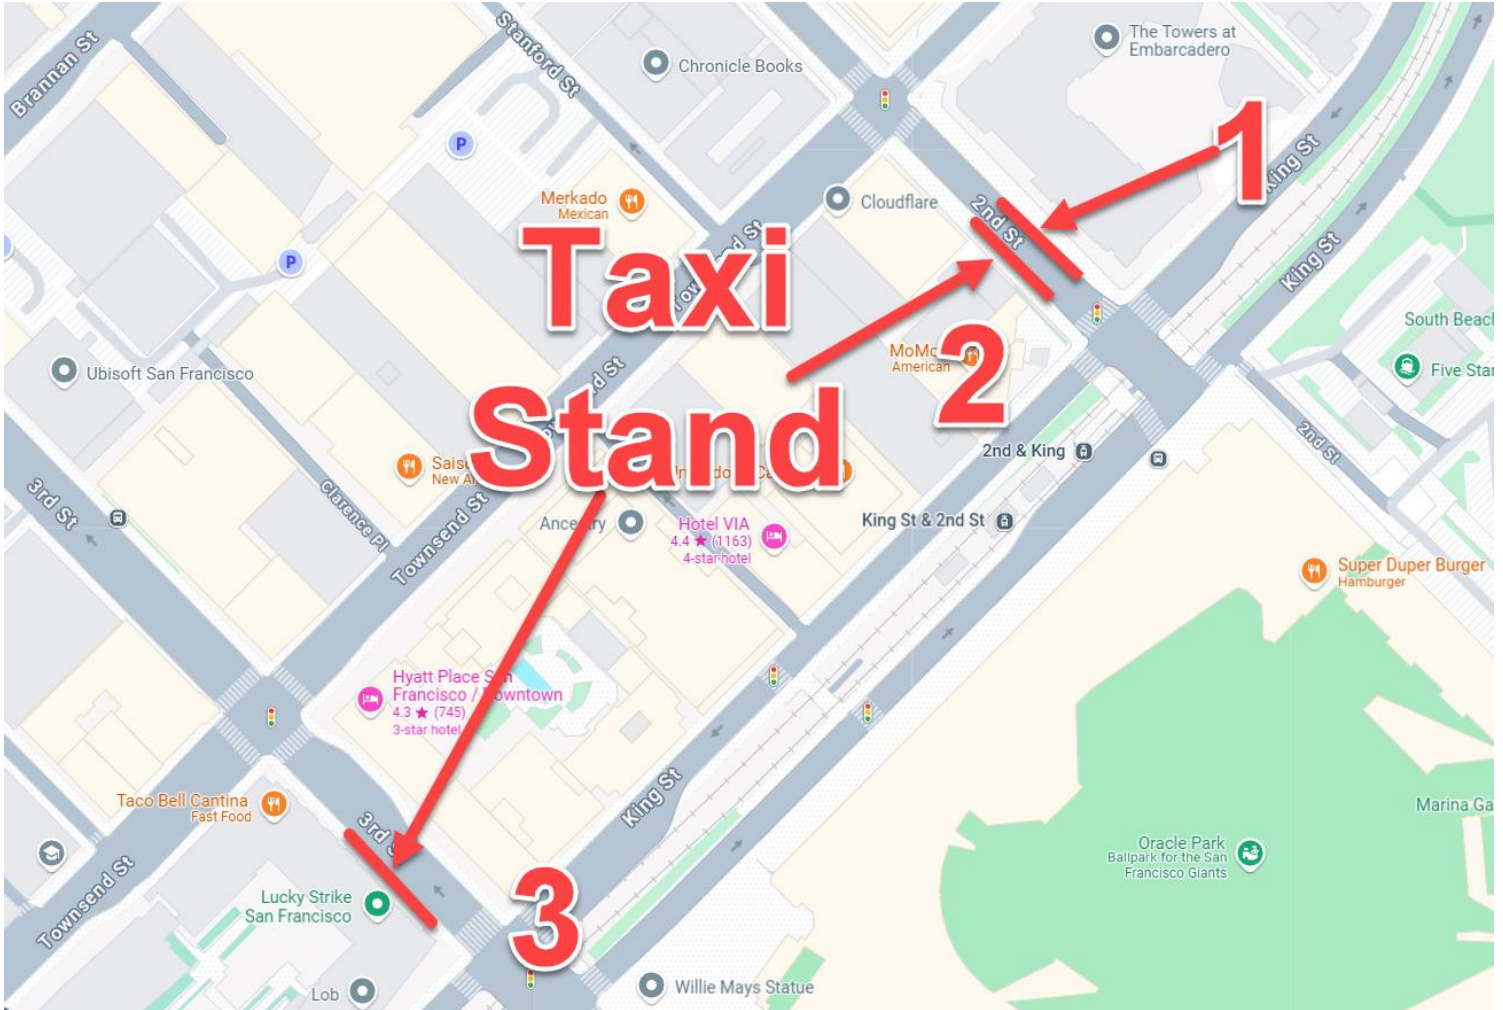 Brannan St
Stanford St
Chronicle Books
The Towers at
Embarcadero
1
King St
P
Merkado
Mexican
Cloudflare
2nd St
King St
P
Taxi
South Beach
Ubisoft San Francisco
MoMo
American
2
Five Star
Stand
2nd & King
2nd St
3rd St
Clarence Pl
New
Townsend St
Ancestry
Hotel VIA
4.4 ★ (1163)
4-star hotel
King St & 2nd St
Super Duper Burger
Hamburger
Hyatt Place San
Francisco / Downtown
4.3 ★ (745)
3-star hotel
Taco Bell Cantina
Fast Food
3rd
King St
Marina
Oracle Park
Ballpark for the San
Francisco Giants
Townsend St
Lucky Strike
San Francisco
3
Lob
Willie Mays Statue